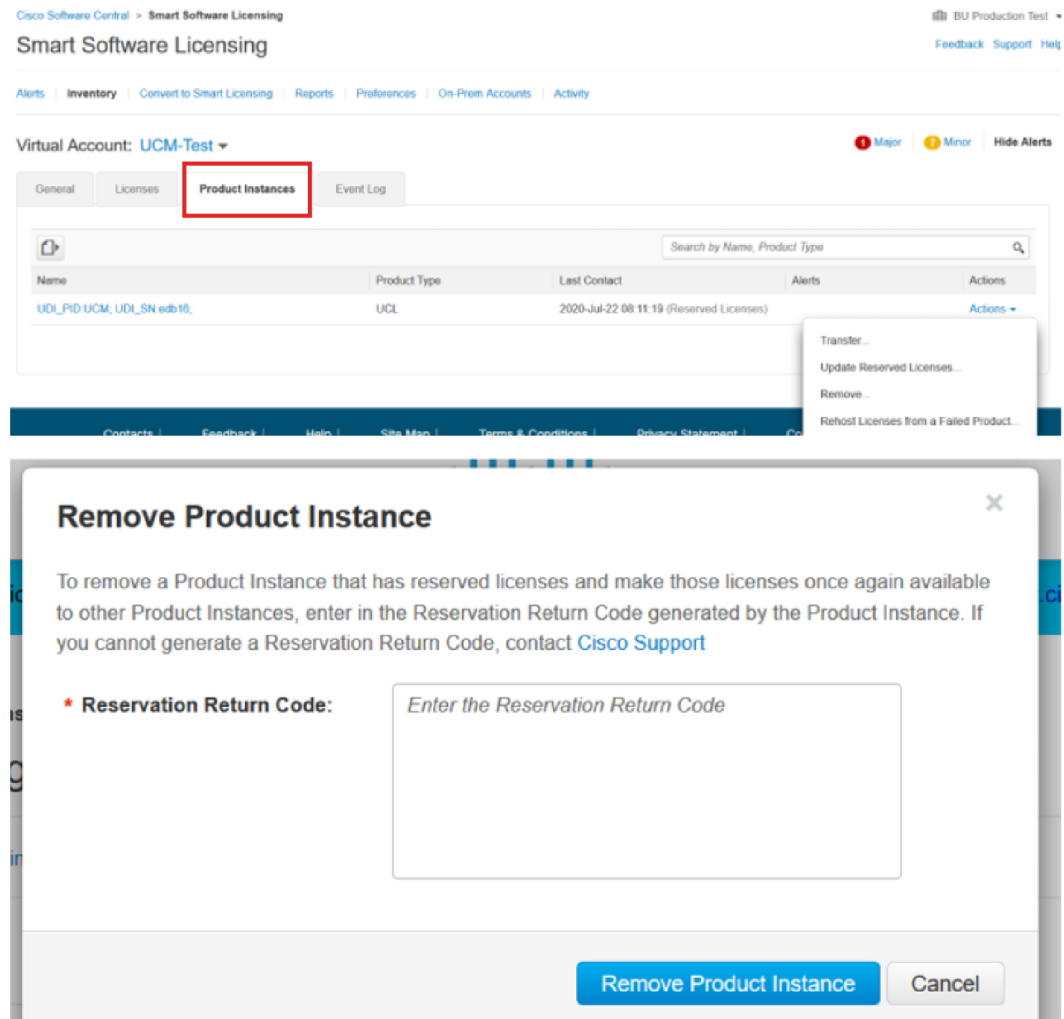 Cisco Software Central > Smart Software Licensing
BU Production Test
Smart Software Licensing
Feedback Support Help
Alerts | Inventory | Convert to Smart Licensing | Reports | Preferences | On-Prem Accounts | Activity
Virtual Account: UCM-Test
1 Major 7 Minor Hide Alerts
General Licenses Product Instances Event Log
Search by Name, Product Type
Name Product Type Last Contact Alerts Actions
UDI_PID:UCM; UDI_SN:edb16; UCL 2020-Jul-22 08:11:19 (Reserved Licenses) Actions
Transfer...
Update Reserved Licenses...
Remove...
Rehost Licenses from a Failed Product...
Contacts | Feedback | Help | Site Map | Terms & Conditions | Privacy Statement |
Remove Product Instance
To remove a Product Instance that has reserved licenses and make those licenses once again available
to other Product Instances, enter in the Reservation Return Code generated by the Product Instance. If
you cannot generate a Reservation Return Code, contact Cisco Support
* Reservation Return Code:
Enter the Reservation Return Code
Remove Product Instance Cancel